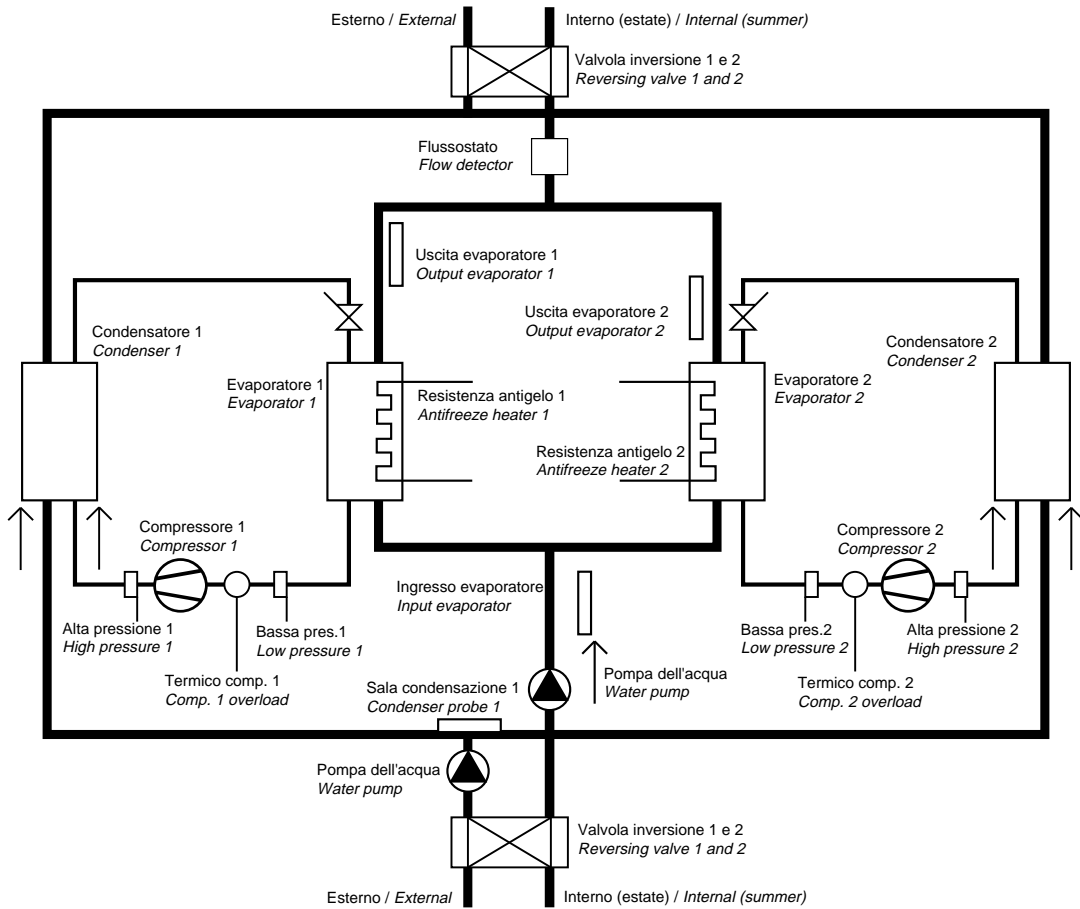 Esterno / External
Interno (estate) / Internal (summer)
Valvola inversione 1 e 2
Reversing valve 1 and 2
Flussostato
Flow detector
Uscita evaporatore 1
Output evaporator 1
Uscita evaporatore 2
Output evaporator 2
Condensatore 1
Condenser 1
Condensatore 2
Condenser 2
Evaporatore 1
Evaporator 1
Resistenza antigelo 1
Antifreeze heater 1
Evaporatore 2
Evaporator 2
Resistenza antigelo 2
Antifreeze heater 2
Compressore 1
Compressor 1
Compressore 2
Compressor 2
Ingresso evaporatore
Input evaporator
Alta pressione 1
High pressure 1
Bassa pres.1
Low pressure 1
Bassa pres.2
Low pressure 2
Alta pressione 2
High pressure 2
Termico comp. 1
Comp. 1 overload
Sala condensazione 1
Condenser probe 1
Pompa dell'acqua
Water pump
Termico comp. 2
Comp. 2 overload
Pompa dell'acqua
Water pump
Valvola inversione 1 e 2
Reversing valve 1 and 2
Esterno / External
Interno (estate) / Internal (summer)